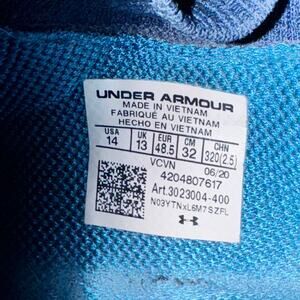 UNDER ARMOUR
MADE IN VIETNAM
FABRIQUÉ AU VIETNAM
HECHO EN VIETNAM
USA UK EUR CM CHN
14 13 48.5 32 320(2.5)
VCVN 06/20
4204807617
Art.3023004-400
N03YTNxL6M7SZFL